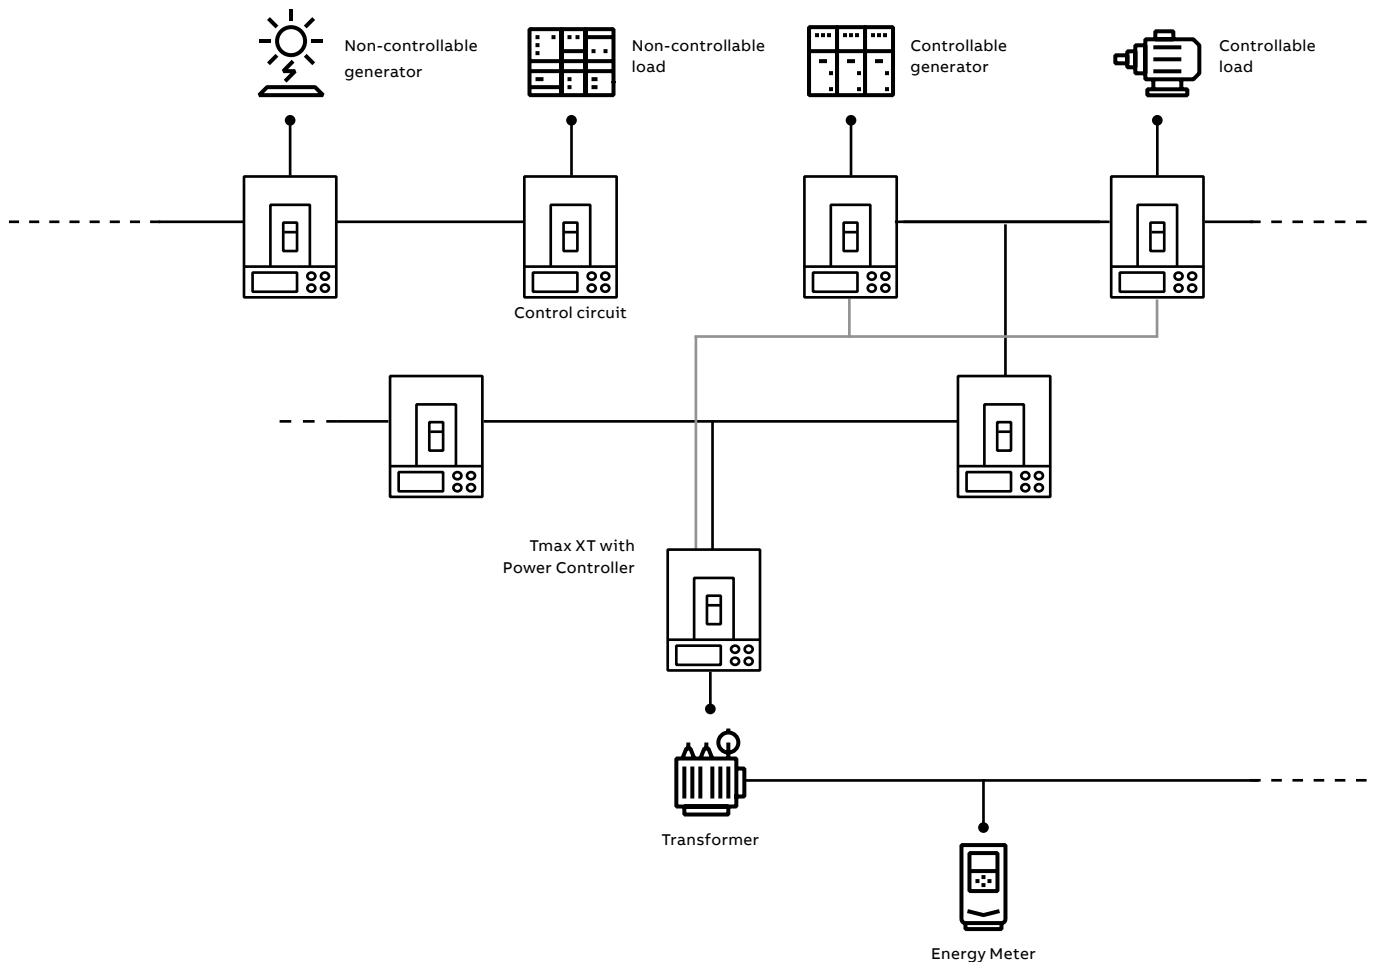 Non-controllable
generator
Non-controllable
load
Controllable
generator
Controllable
load
Control circuit
Tmax XT with
Power Controller
Transformer
Energy Meter